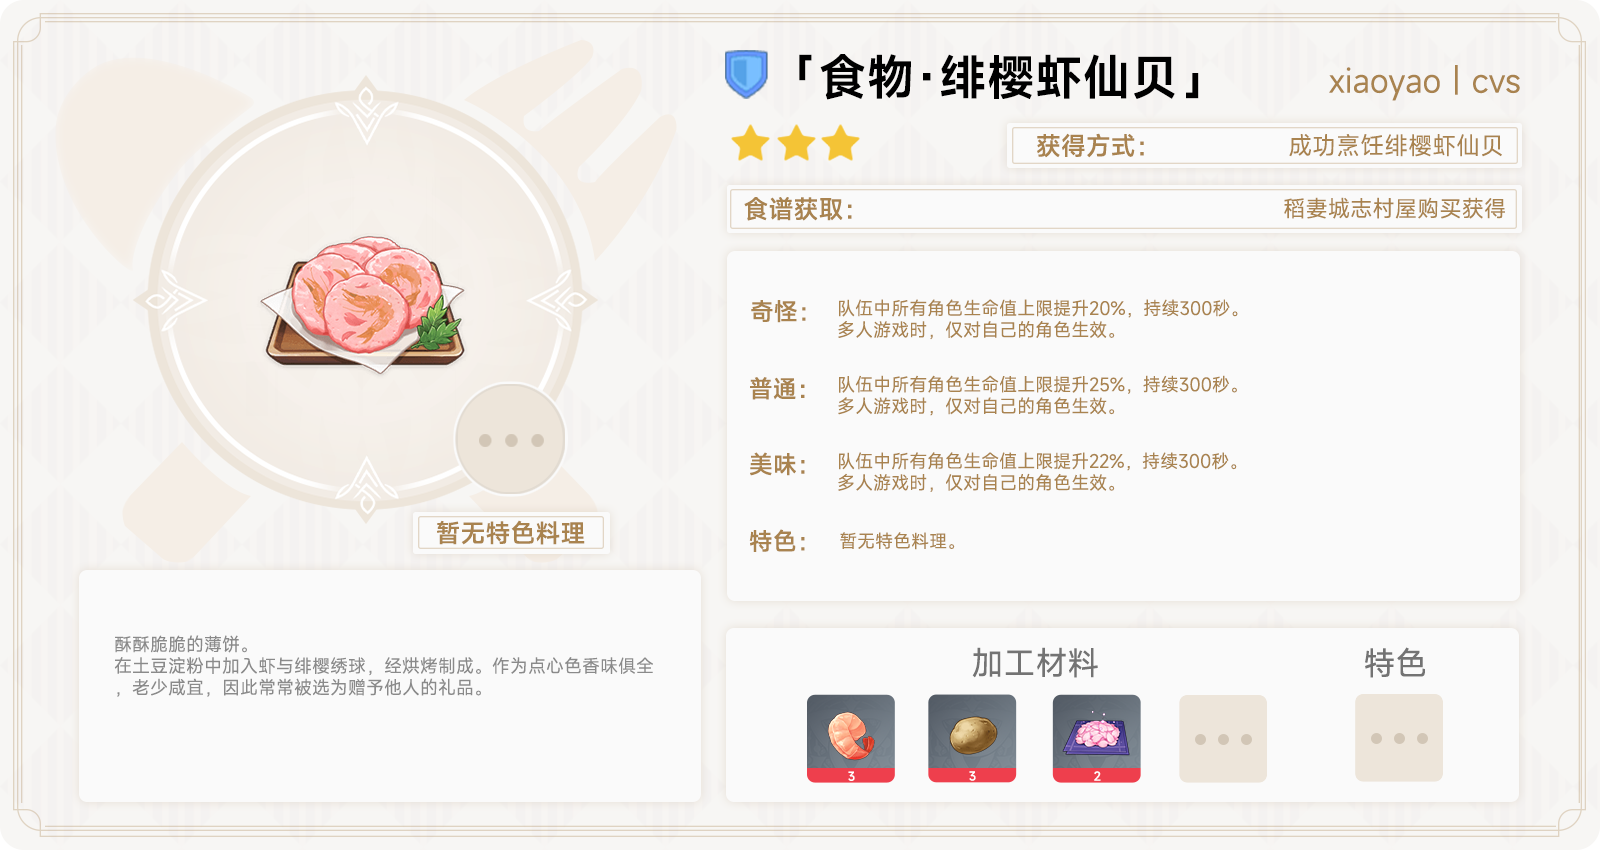 「食物·绯樱虾仙贝」
xiaoyao | cvs
获得方式：
成功烹饪绯樱虾仙贝
食谱获取：
稻妻城志村屋购买获得
奇怪：
队伍中所有角色生命值上限提升20%，持续300秒。
多人游戏时，仅对自己的角色生效。
普通：
队伍中所有角色生命值上限提升25%，持续300秒。
多人游戏时，仅对自己的角色生效。
美味：
队伍中所有角色生命值上限提升22%，持续300秒。
多人游戏时，仅对自己的角色生效。
特色：
暂无特色料理。
暂无特色料理
酥酥脆脆的薄饼。
在土豆淀粉中加入虾与绯樱绣球，经烘烤制成。作为点心色香味俱全
，老少咸宜，因此常常被选为赠予他人的礼品。
加工材料
特色
3
3
2